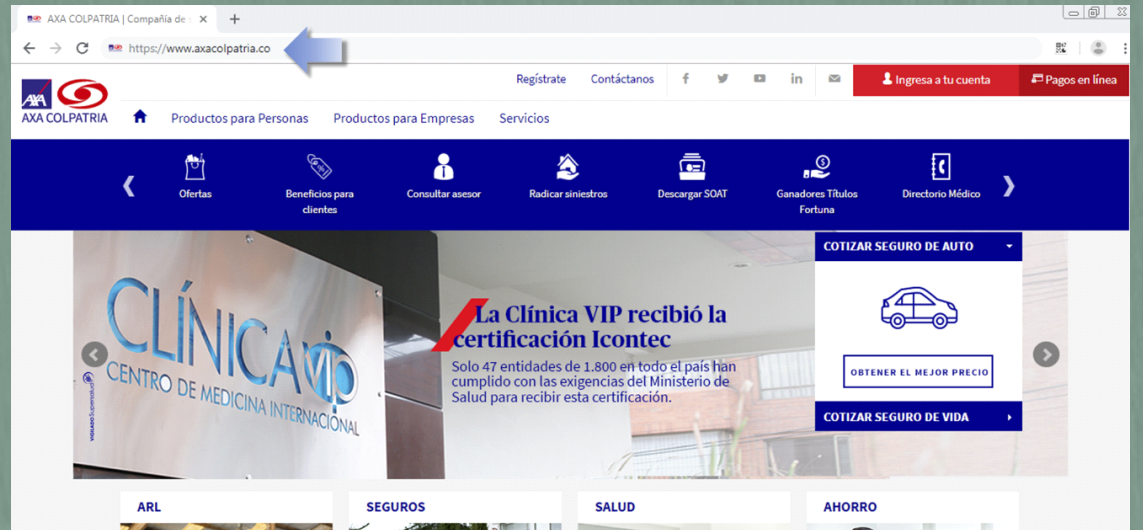 AXA COLPATRIA | Compañía de
https://www.axacolpatria.co
Regístrate Contáctanos f in Ingresa a tu cuenta Pagos en línea
AXA
AXA COLPATRIA
Productos para Personas Productos para Empresas Servicios
Ofertas
Beneficios para
clientes
Consultar asesor
Radicar siniestros
Descargar SOAT
Ganadores Títulos
Fortuna
Directorio Médico
CLÍNICA vip
CENTRO DE MEDICINA INTERNACIONAL
VIGILADO
La Clínica VIP recibió la
certificación Icontec
Solo 47 entidades de 1.800 en todo el país han
cumplido con las exigencias del Ministerio de
Salud para recibir esta certificación.
COTIZAR SEGURO DE AUTO
OBTENER EL MEJOR PRECIO
COTIZAR SEGURO DE VIDA
ARL SEGUROS SALUD AHORRO